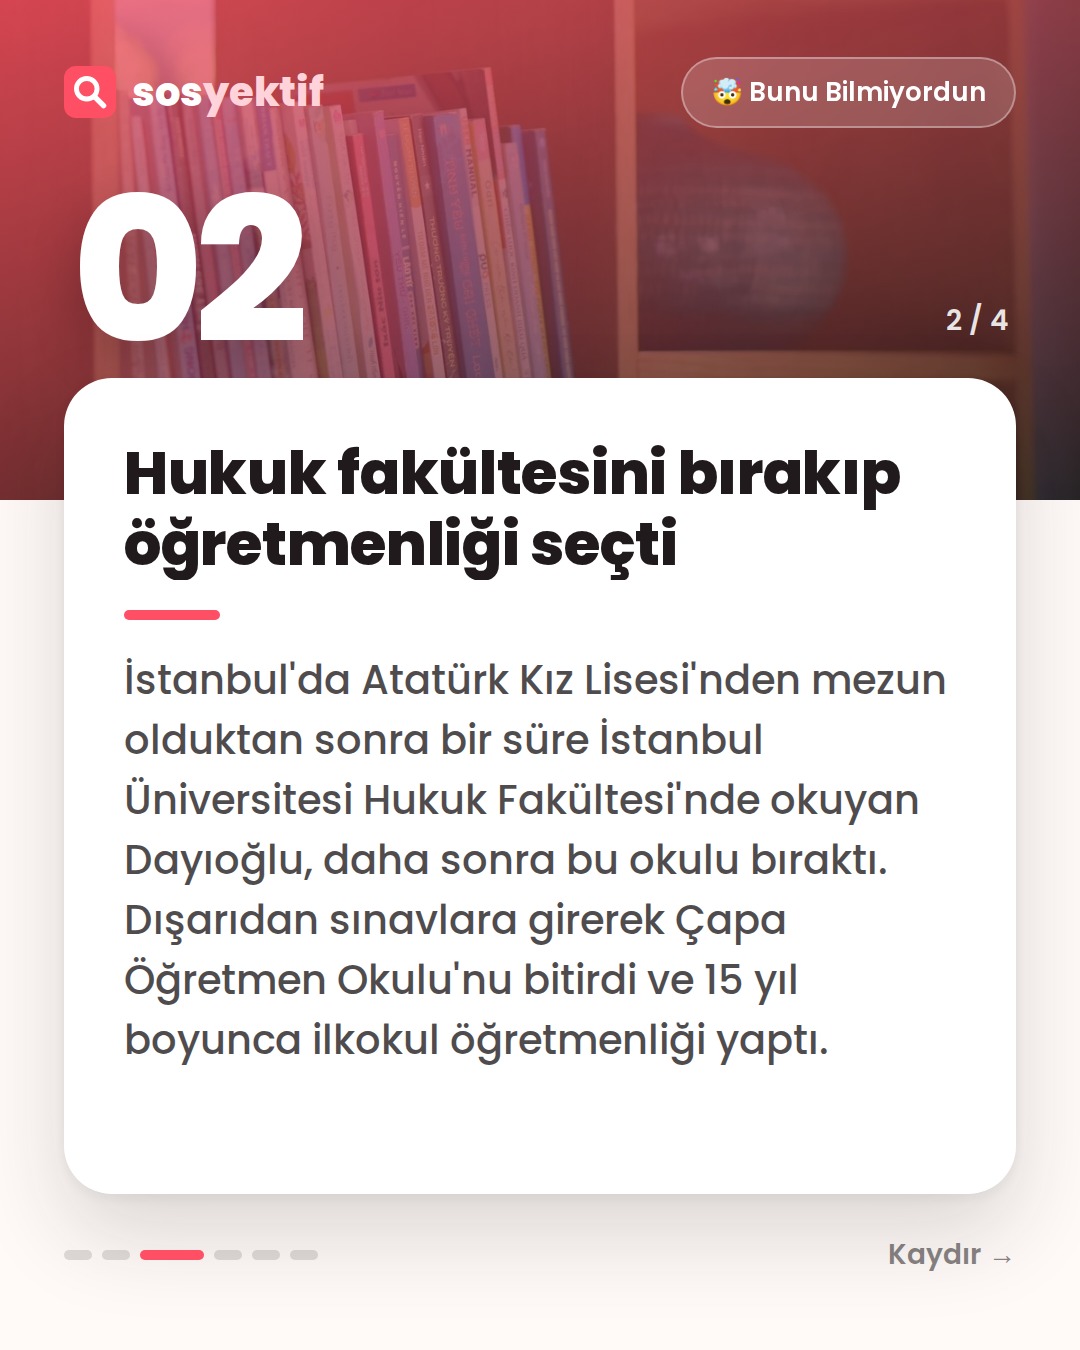 sosyektif
🤯 Bunu Bilmiyordun
02
2 / 4
Hukuk fakültesini bırakıp
öğretmenliği seçti
İstanbul'da Atatürk Kız Lisesi'nden mezun
olduktan sonra bir süre İstanbul
Üniversitesi Hukuk Fakültesi'nde okuyan
Dayıoğlu, daha sonra bu okulu bıraktı.
Dışarıdan sınavlara girerek Çapa
Öğretmen Okulu'nu bitirdi ve 15 yıl
boyunca ilkokul öğretmenliği yaptı.
Kaydır →